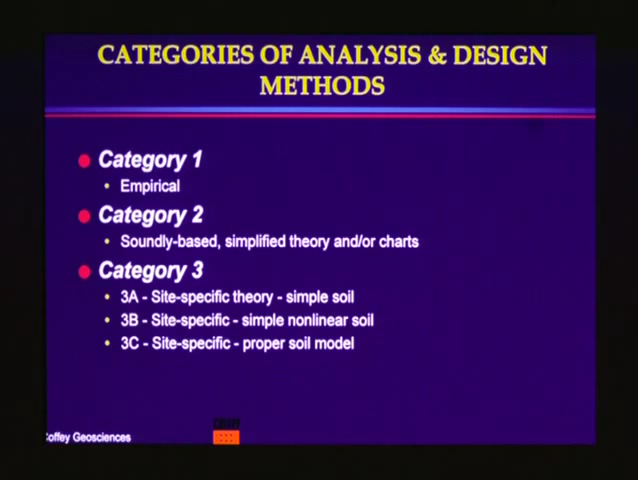 CATEGORIES OF ANALYSIS & DESIGN
METHODS
Category 1
Empirical
Category 2
Soundly-based, simplified theory and/or charts
Category 3
3A - Site-specific theory - simple soil
3B - Site-specific - simple nonlinear soil
3C - Site-specific - proper soil model
Coffey Geosciences